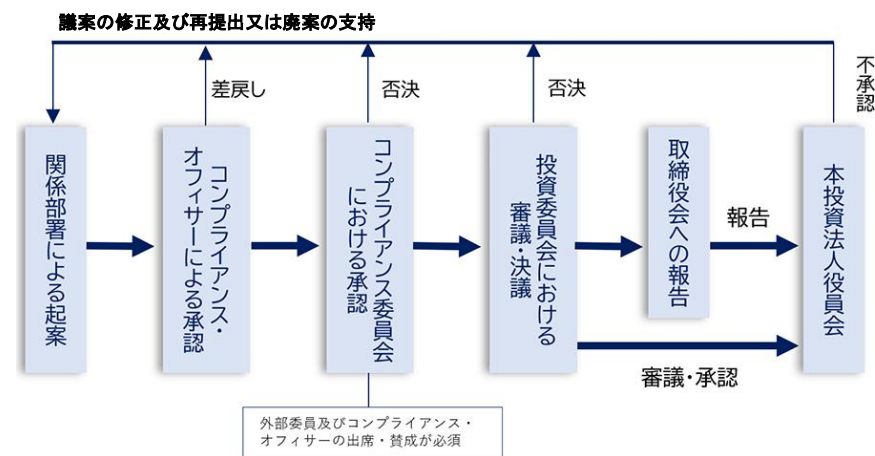 議案の修正及び再提出又は廃案の支持
差戻し
否決
否決
不承認
関係部署による起案
コンプライアンス・
オフィサーによる承認
コンプライアンス委員会
における承認
投資委員会における
審議・決議
取締役会への報告
報告
本投資法人役員会
審議・承認
外部委員及びコンプライアンス・
オフィサーの出席・賛成が必須